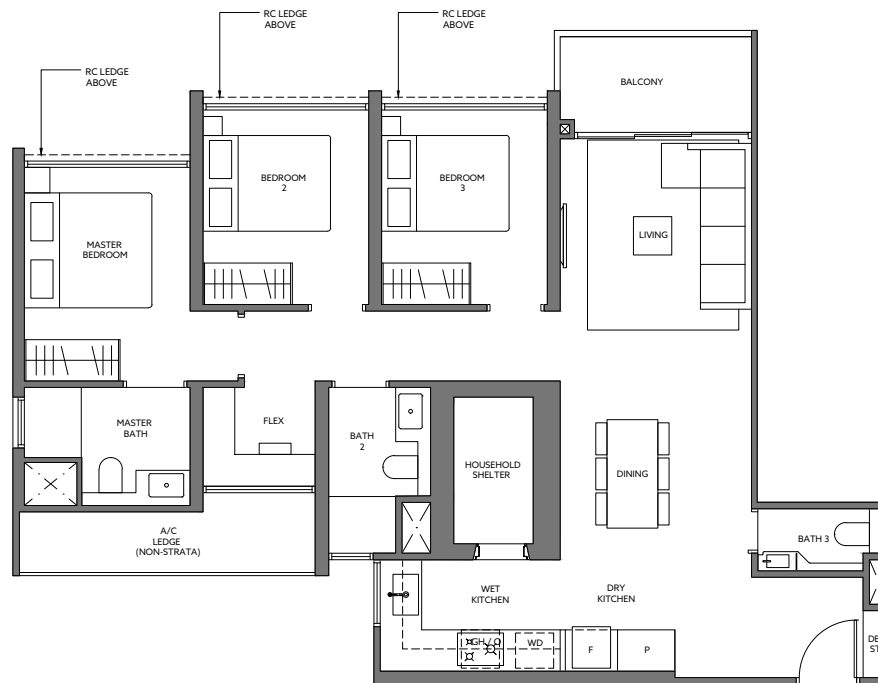 RC LEDGE
ABOVE
RC LEDGE
ABOVE
RC LEDGE
ABOVE
BALCONY
BEDROOM
2
BEDROOM
3
MASTER
BEDROOM
LIVING
MASTER
BATH
FLEX
BATH
2
HOUSEHOLD
SHELTER
DINING
A/C
LEDGE
(NON-STRATA)
BATH 3
WET
KITCHEN
DRY
KITCHEN
WD
F
P